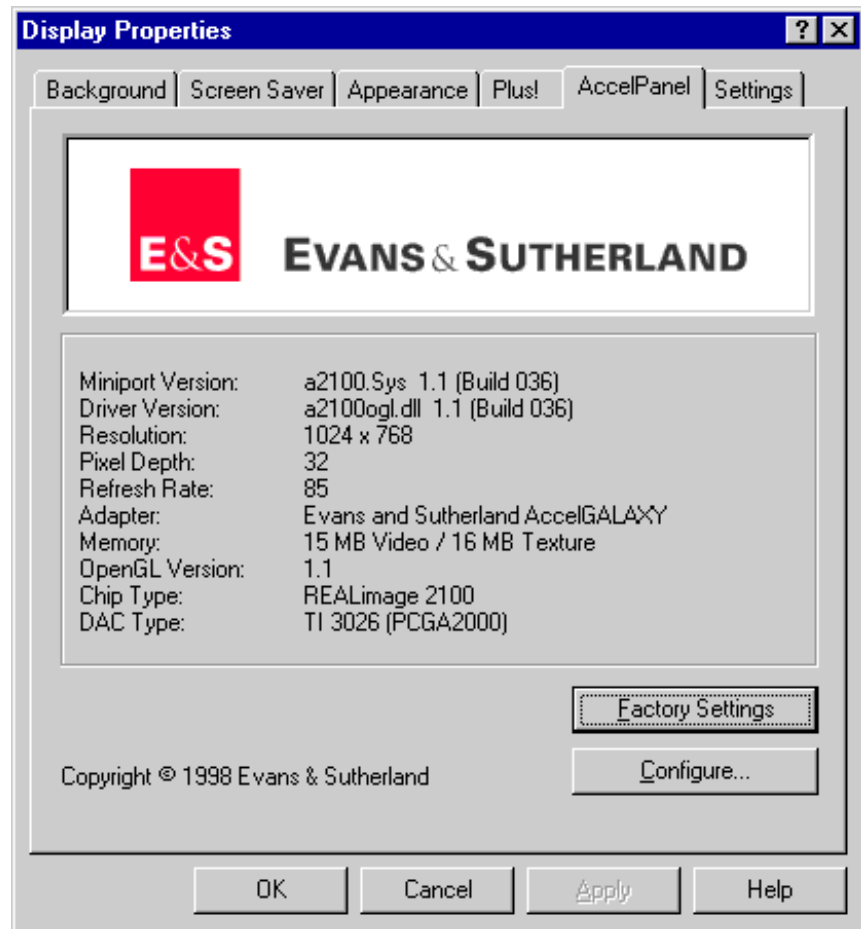 Display Properties
Background Screen Saver Appearance Plus! AccelPanel Settings
E&S EVANS & SUTHERLAND
Miniport Version: a2100.Sys 1.1 (Build 036)
Driver Version: a2100ogl.dll 1.1 (Build 036)
Resolution: 1024 x 768
Pixel Depth: 32
Refresh Rate: 85
Adapter: Evans and Sutherland AccelGALAXY
Memory: 15 MB Video / 16 MB Texture
OpenGL Version: 1.1
Chip Type: REALimage 2100
DAC Type: TI 3026 (PCGA2000)
Factory Settings
Copyright © 1998 Evans & Sutherland
Configure...
OK Cancel Apply Help